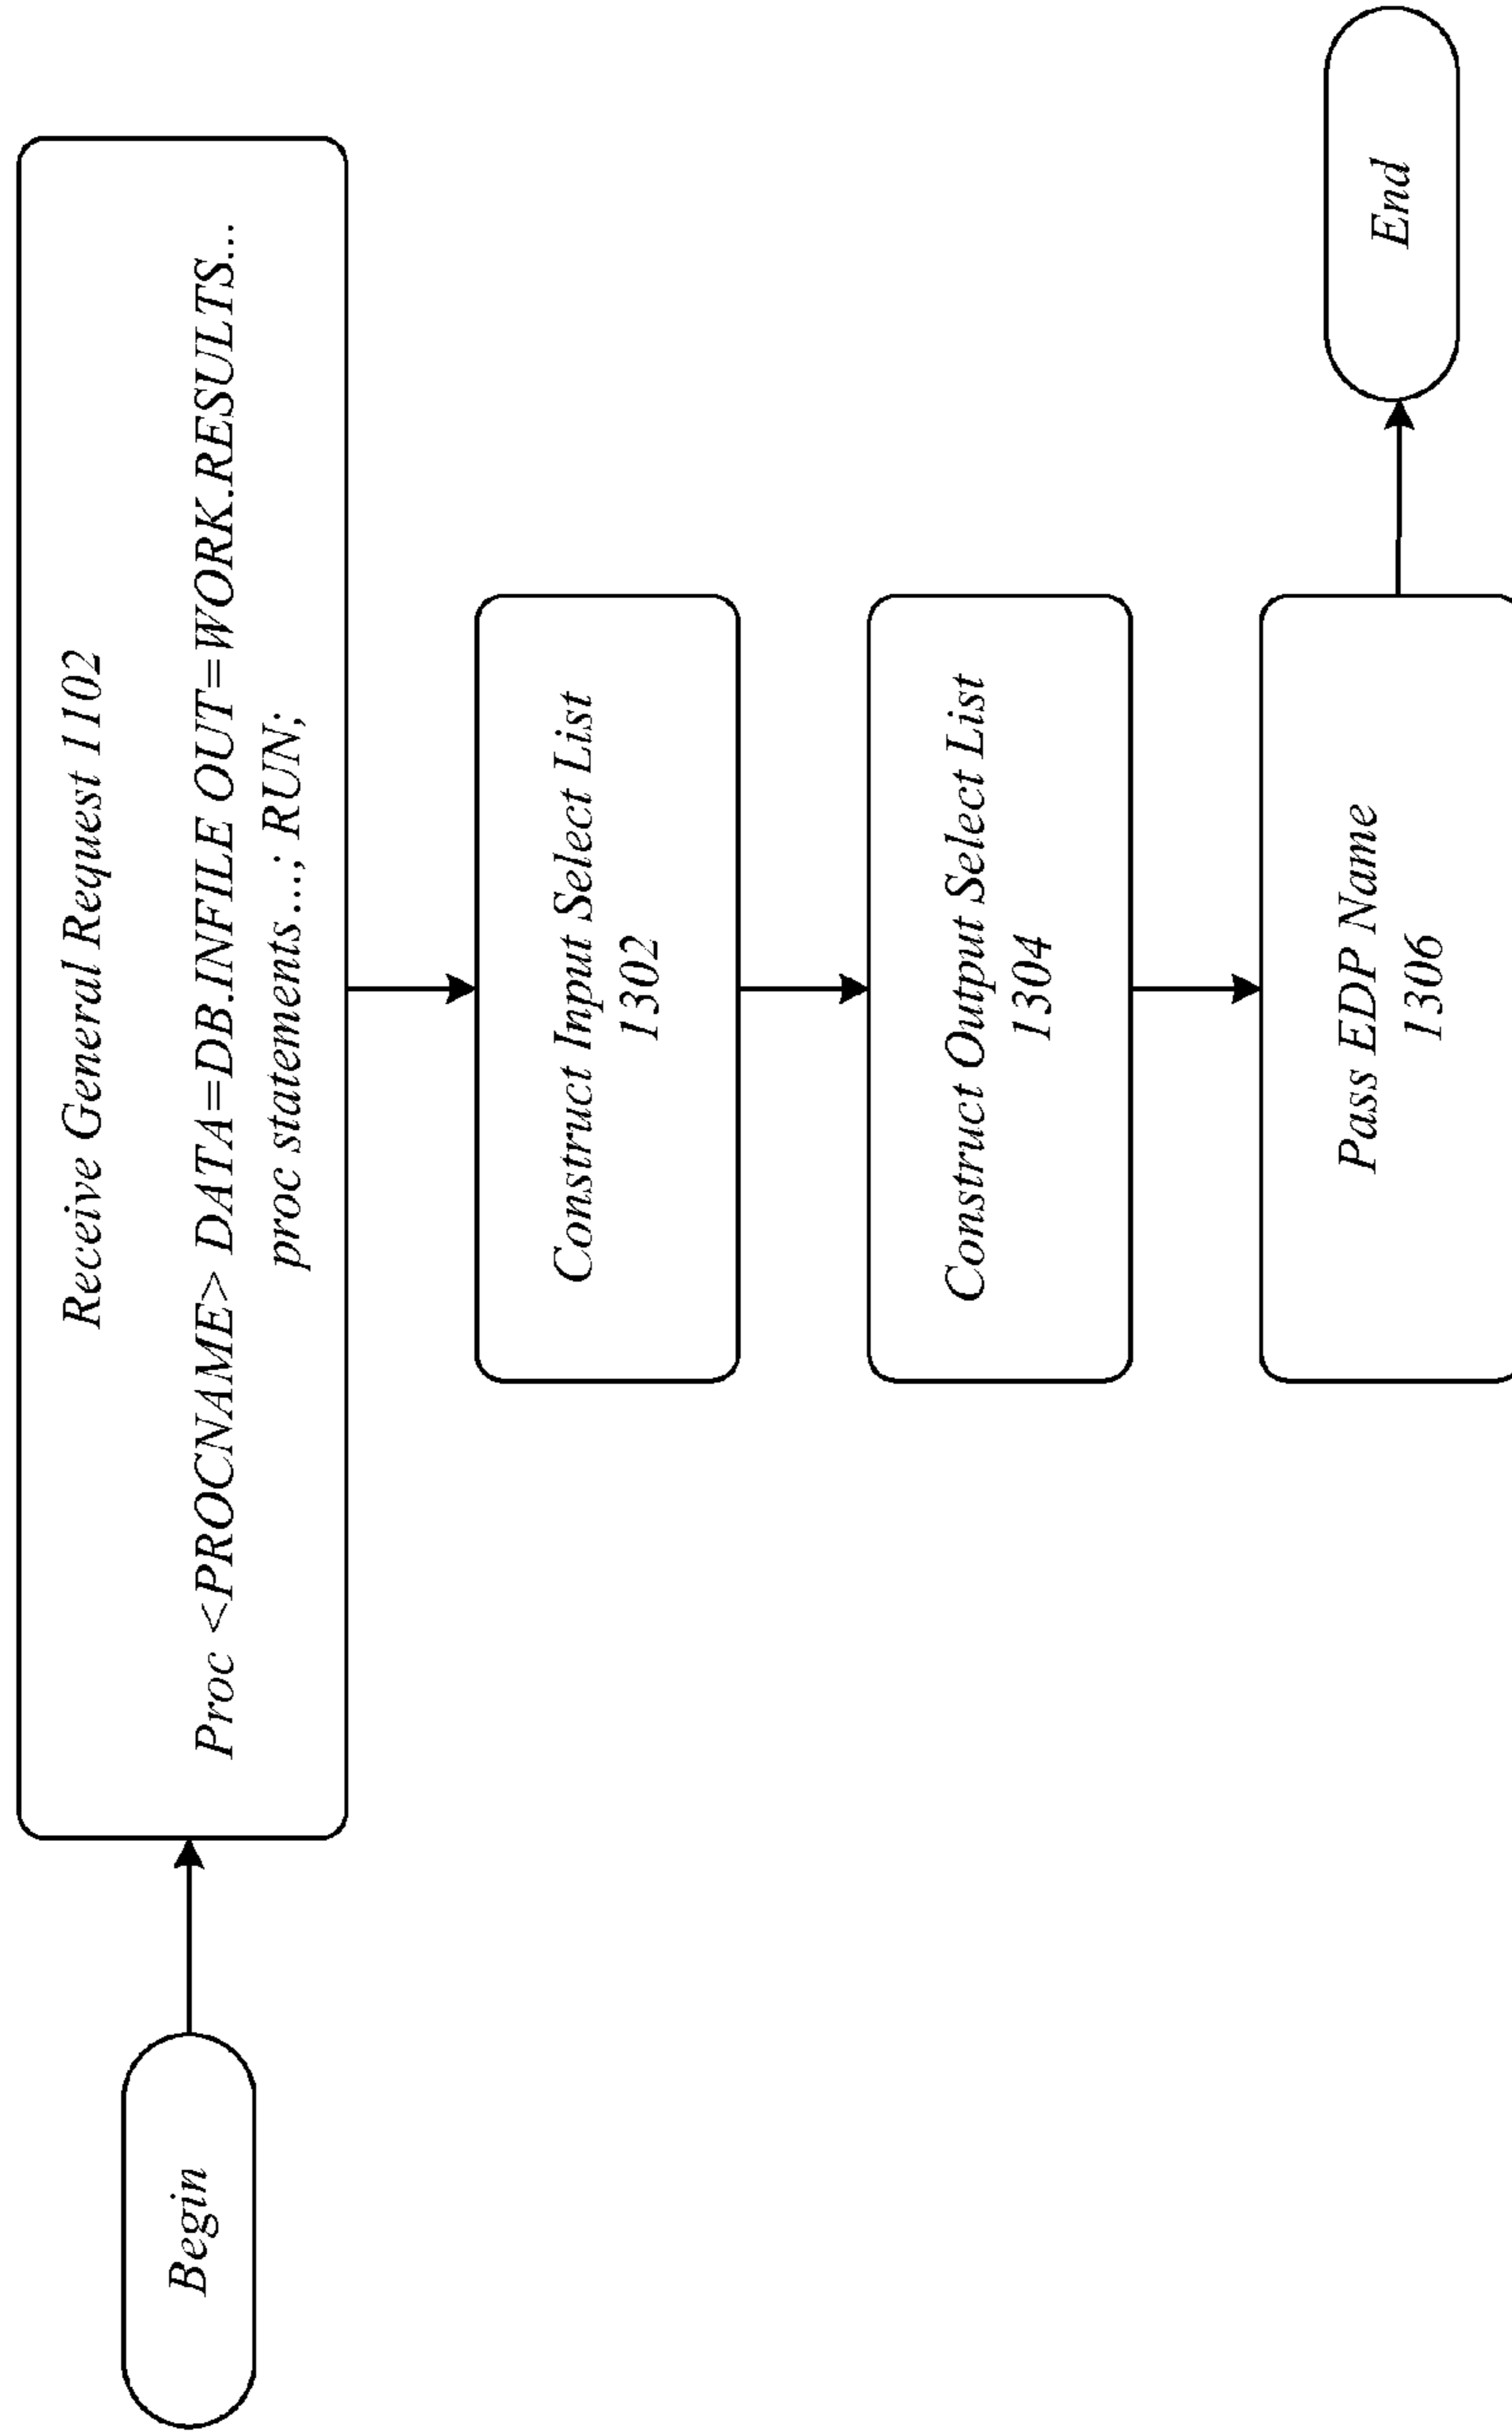 Begin
Receive General Request 1102
Proc <PROCNAME> DATA=DB.INFILE OUT=WORK.RESULTS...
proc statements ...; RUN;
Construct Input Select List
1302
Construct Output Select List
1304
Pass EDP Name
1306
End